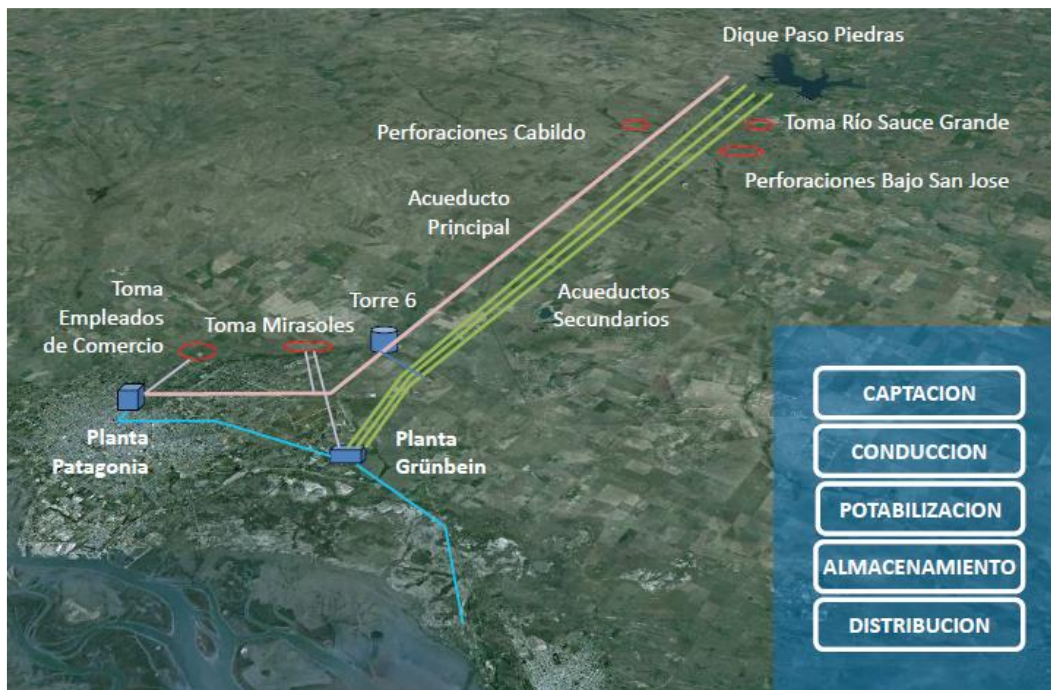 Dique Paso Piedras
Perforaciones Cabildo
Toma Río Sauce Grande
Perforaciones Bajo San Jose
Acueducto
Principal
Toma
Empleados
de Comercio
Toma Mirasoles
Torre 6
Acueductos
Secundarios
Planta
Patagonia
Planta
Grünbein
CAPTACION
CONDUCCION
POTABILIZACION
ALMACENAMIENTO
DISTRIBUCION